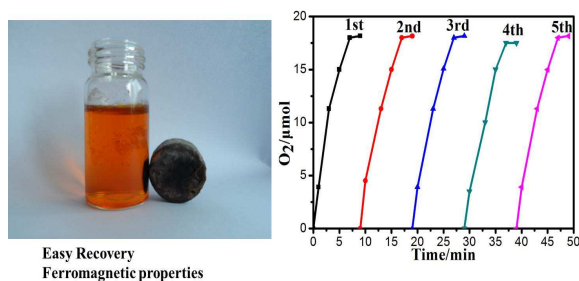 1st 2nd 3rd 4th 5th
20
15
10
5
0
O2/μmol
0 5 10 15 20 25 30 35 40 45 50
Time/min
Easy Recovery
Ferromagnetic properties